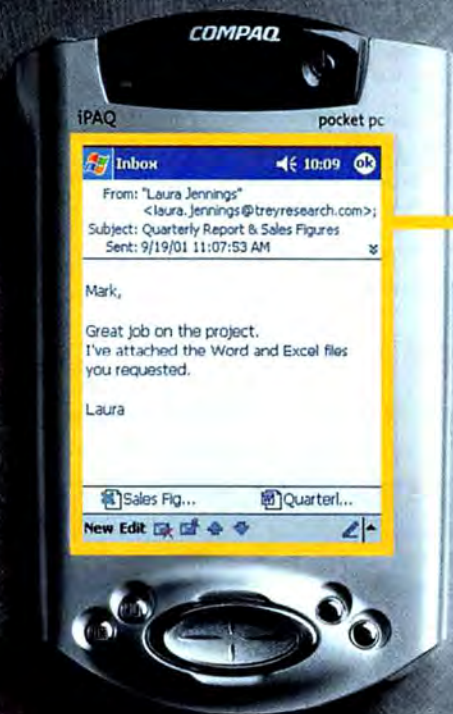 COMPAQ
iPAQ
pocket pc
Inbox 10:09 ok
From: "Laura Jennings"
<laura.jennings@treyresearch.com>;
Subject: Quarterly Report & Sales Figures
Sent: 9/19/01 11:07:53 AM
Mark,
Great job on the project.
I've attached the Word and Excel files
you requested.
Laura
Sales Fig... Quarterl...
New Edit